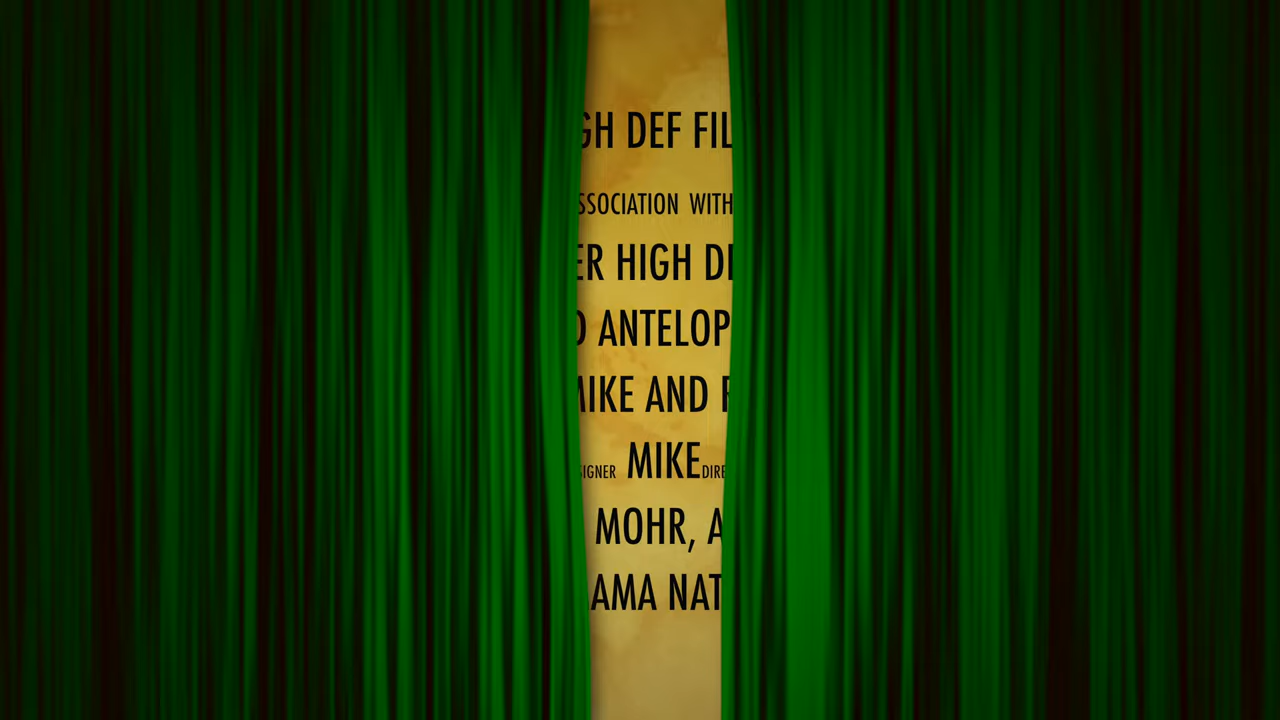 GH DEF FIL
SSOCIATION WITH
ER HIGH D
ANTELOP
MIKE AND
SIGNER MIKE DIRE
MOHR, A
AMA NAT